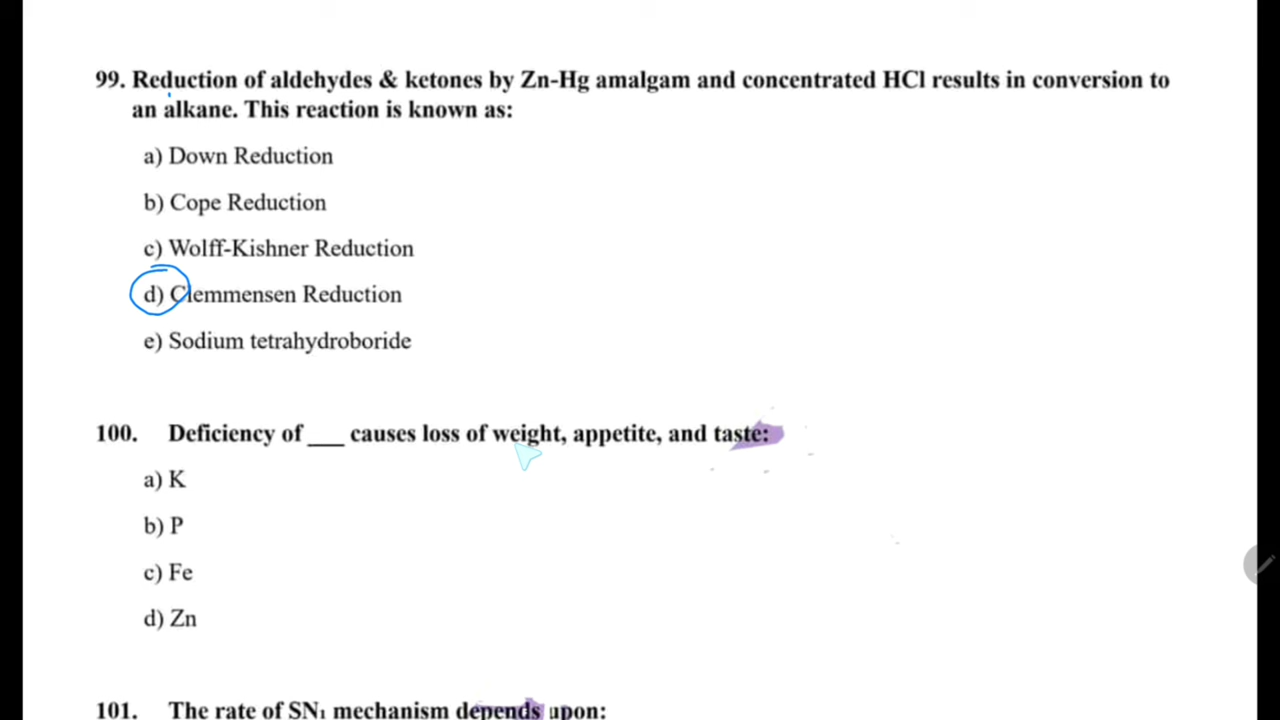 99. Reduction of aldehydes & ketones by Zn-Hg amalgam and concentrated HCl results in conversion to
an alkane. This reaction is known as:
a) Down Reduction
b) Cope Reduction
c) Wolff-Kishner Reduction
d) Clemmensen Reduction
e) Sodium tetrahydroboride
100. Deficiency of ___ causes loss of weight, appetite, and taste:
a) K
b) P
c) Fe
d) Zn
101. The rate of SN₁ mechanism depends upon: